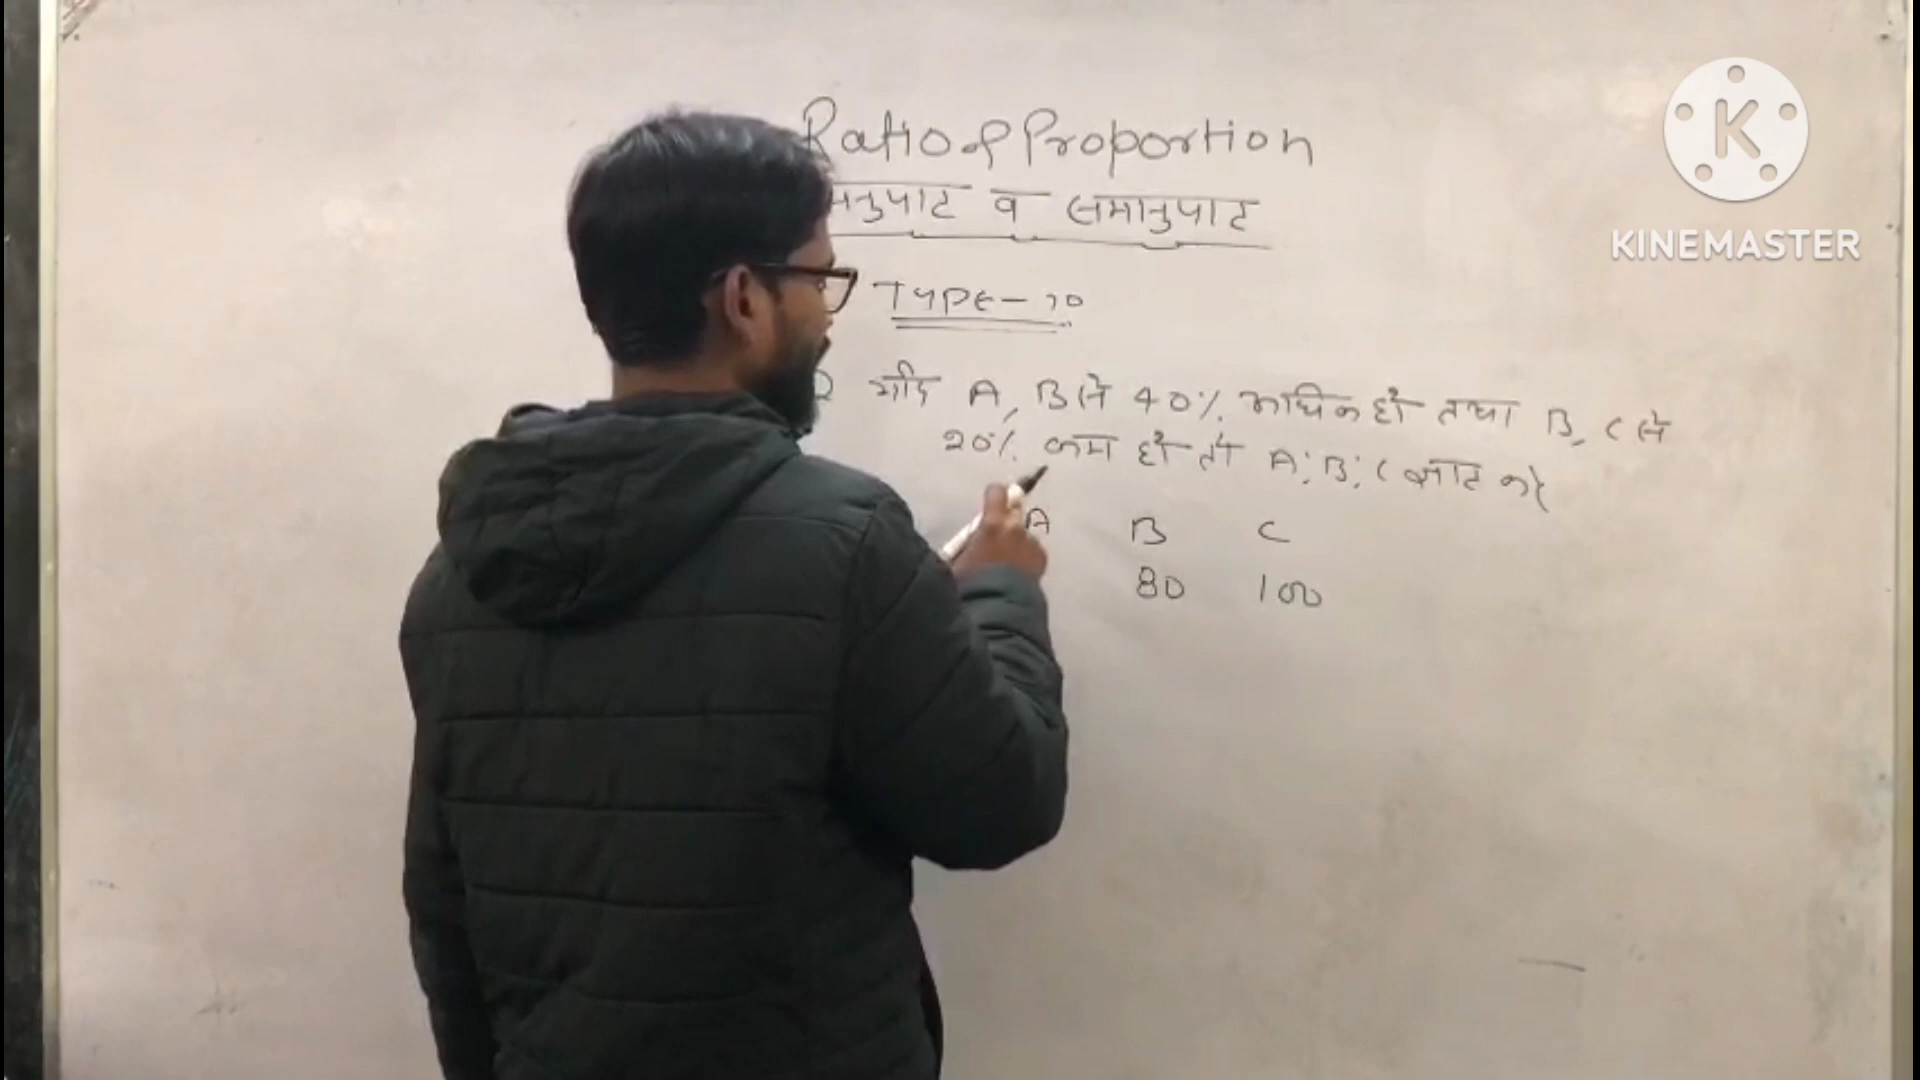 Ratio & Proportion
अनुपात व समानुपात
TYPE-10
यदि A, B से 40% अधिक हो तथा B, C से
20% कम हो तो A:B:C ज्ञात करें
A B C
80 100
K
KINEMASTER